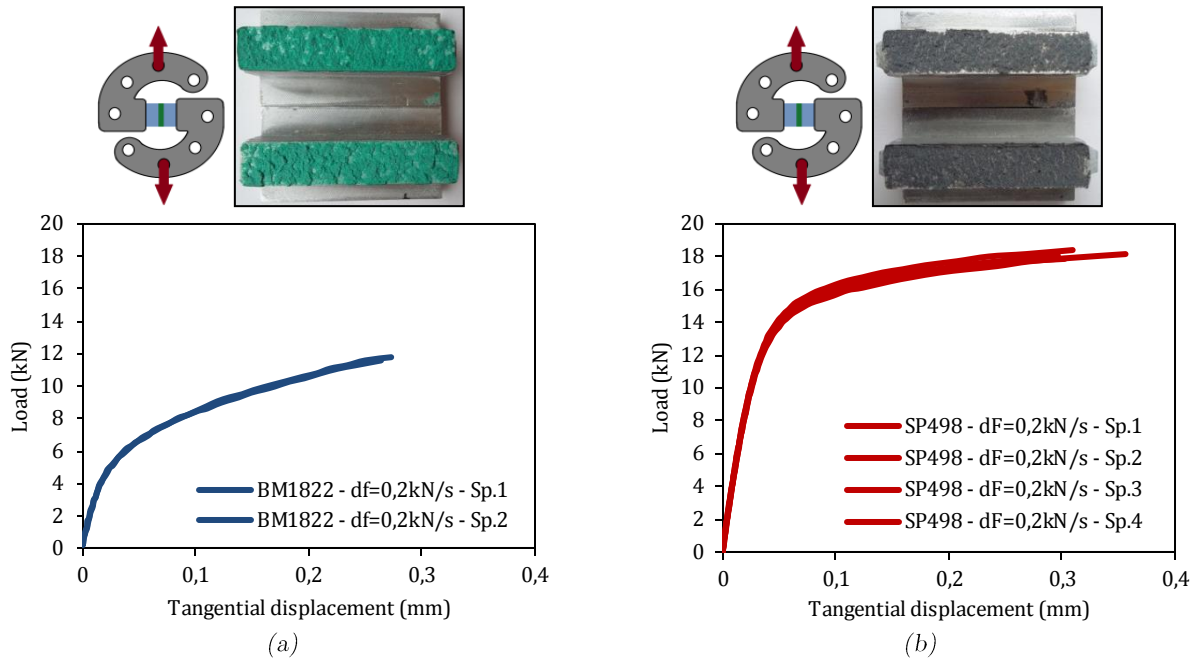 20
18
16
14
12
10
8
6
4
2
0
Load (kN)
BM1822 - df=0,2kN/s - Sp.1
BM1822 - df=0,2kN/s - Sp.2
0 0,1 0,2 0,3 0,4
Tangential displacement (mm)
(a)
20
18
16
14
12
10
8
6
4
2
0
Load (kN)
SP498 - dF=0,2kN/s - Sp.1
SP498 - dF=0,2kN/s - Sp.2
SP498 - dF=0,2kN/s - Sp.3
SP498 - dF=0,2kN/s - Sp.4
0 0,1 0,2 0,3 0,4
Tangential displacement (mm)
(b)